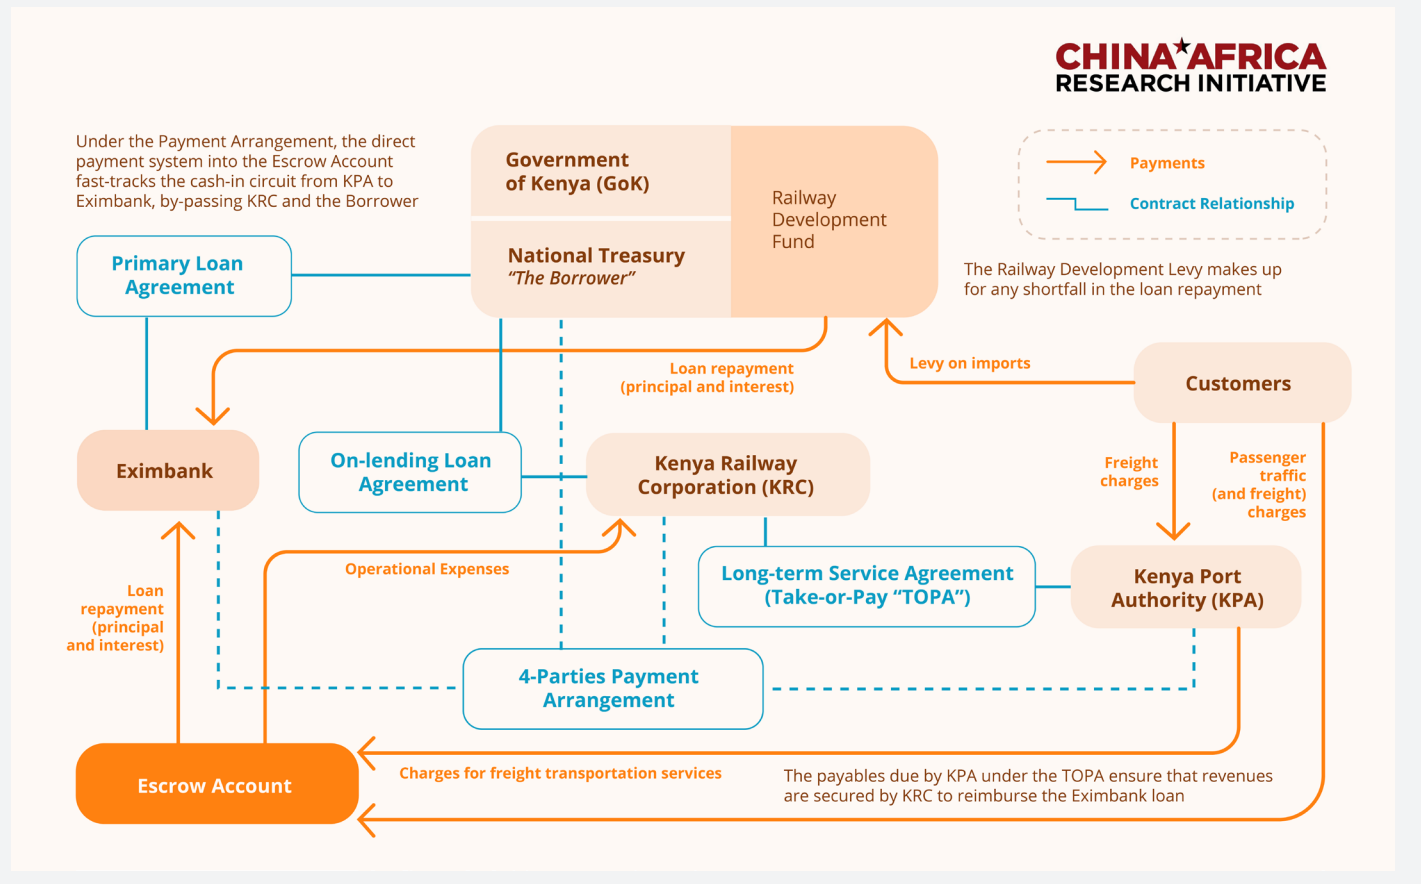 CHINA AFRICA
RESEARCH INITIATIVE
Under the Payment Arrangement, the direct
payment system into the Escrow Account
fast-tracks the cash-in circuit from KPA to
Eximbank, by-passing KRC and the Borrower
Government
of Kenya (GoK)
National Treasury
“The Borrower”
Railway
Development
Fund
Payments
Contract Relationship
The Railway Development Levy makes up
for any shortfall in the loan repayment
Primary Loan
Agreement
Loan repayment
(principal and interest)
Levy on imports
Customers
Eximbank
On-lending Loan
Agreement
Kenya Railway
Corporation (KRC)
Freight
charges
Passenger
traffic
(and freight)
charges
Operational Expenses
Long-term Service Agreement
(Take-or-Pay “TOPA”)
Kenya Port
Authority (KPA)
Loan
repayment
(principal
and interest)
4-Parties Payment
Arrangement
Escrow Account
Charges for freight transportation services
The payables due by KPA under the TOPA ensure that revenues
are secured by KRC to reimburse the Eximbank loan